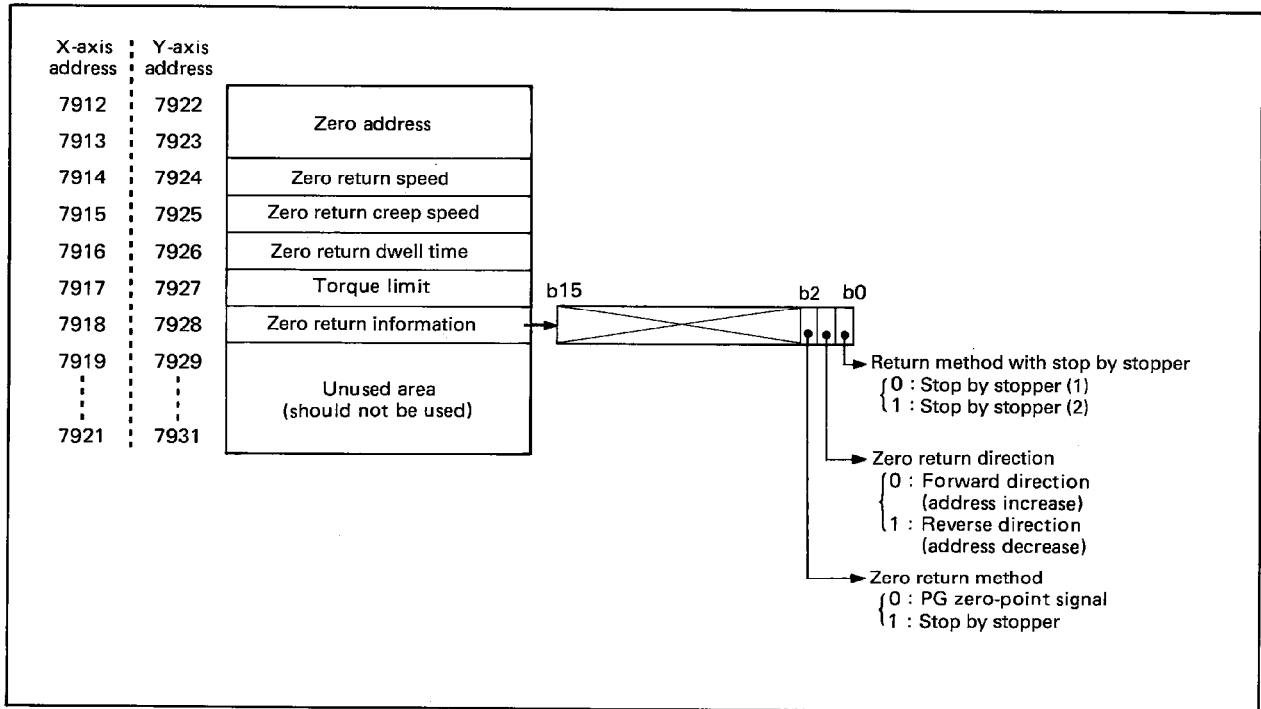 X-axis address
Y-axis address
7912 7922
Zero address
7913 7923
7914 7924 Zero return speed
7915 7925 Zero return creep speed
7916 7926 Zero return dwell time
7917 7927 Torque limit
7918 7928 Zero return information
7919 7929
Unused area
(should not be used)
7921 7931
b15 b2 b0
Return method with stop by stopper
0 : Stop by stopper (1)
1 : Stop by stopper (2)
Zero return direction
0 : Forward direction
(address increase)
1 : Reverse direction
(address decrease)
Zero return method
0 : PG zero-point signal
1 : Stop by stopper